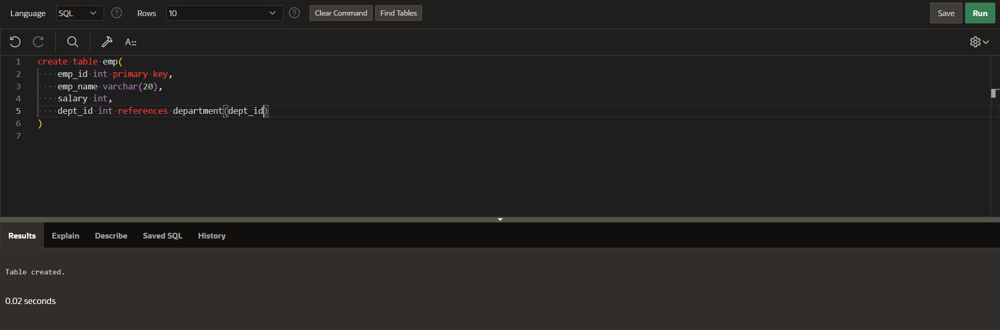 Language SQL Rows 10 Clear Command Find Tables Save Run
A::
1 create table emp(
2 emp_id int primary key,
3 emp_name varchar(20),
4 salary int,
5 dept_id int references department(dept_id)
6 )
7
Results Explain Describe Saved SQL History
Table created.
0.02 seconds